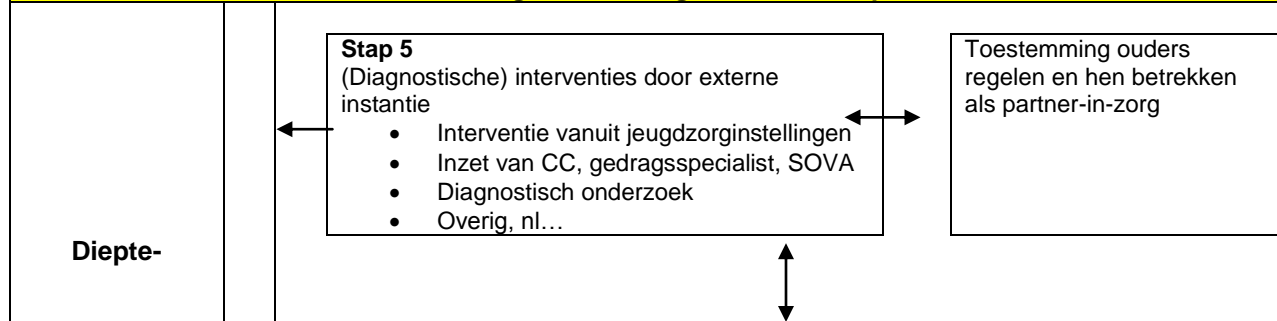 Stap 5
(Diagnostische) interventies door externe
instantie
• Interventie vanuit jeugdzorginstellingen
• Inzet van CC, gedragsspecialist, SOVA
• Diagnostisch onderzoek
• Overig, nl…
Toestemming ouders
regelen en hen betrekken
als partner-in-zorg
Diepte-